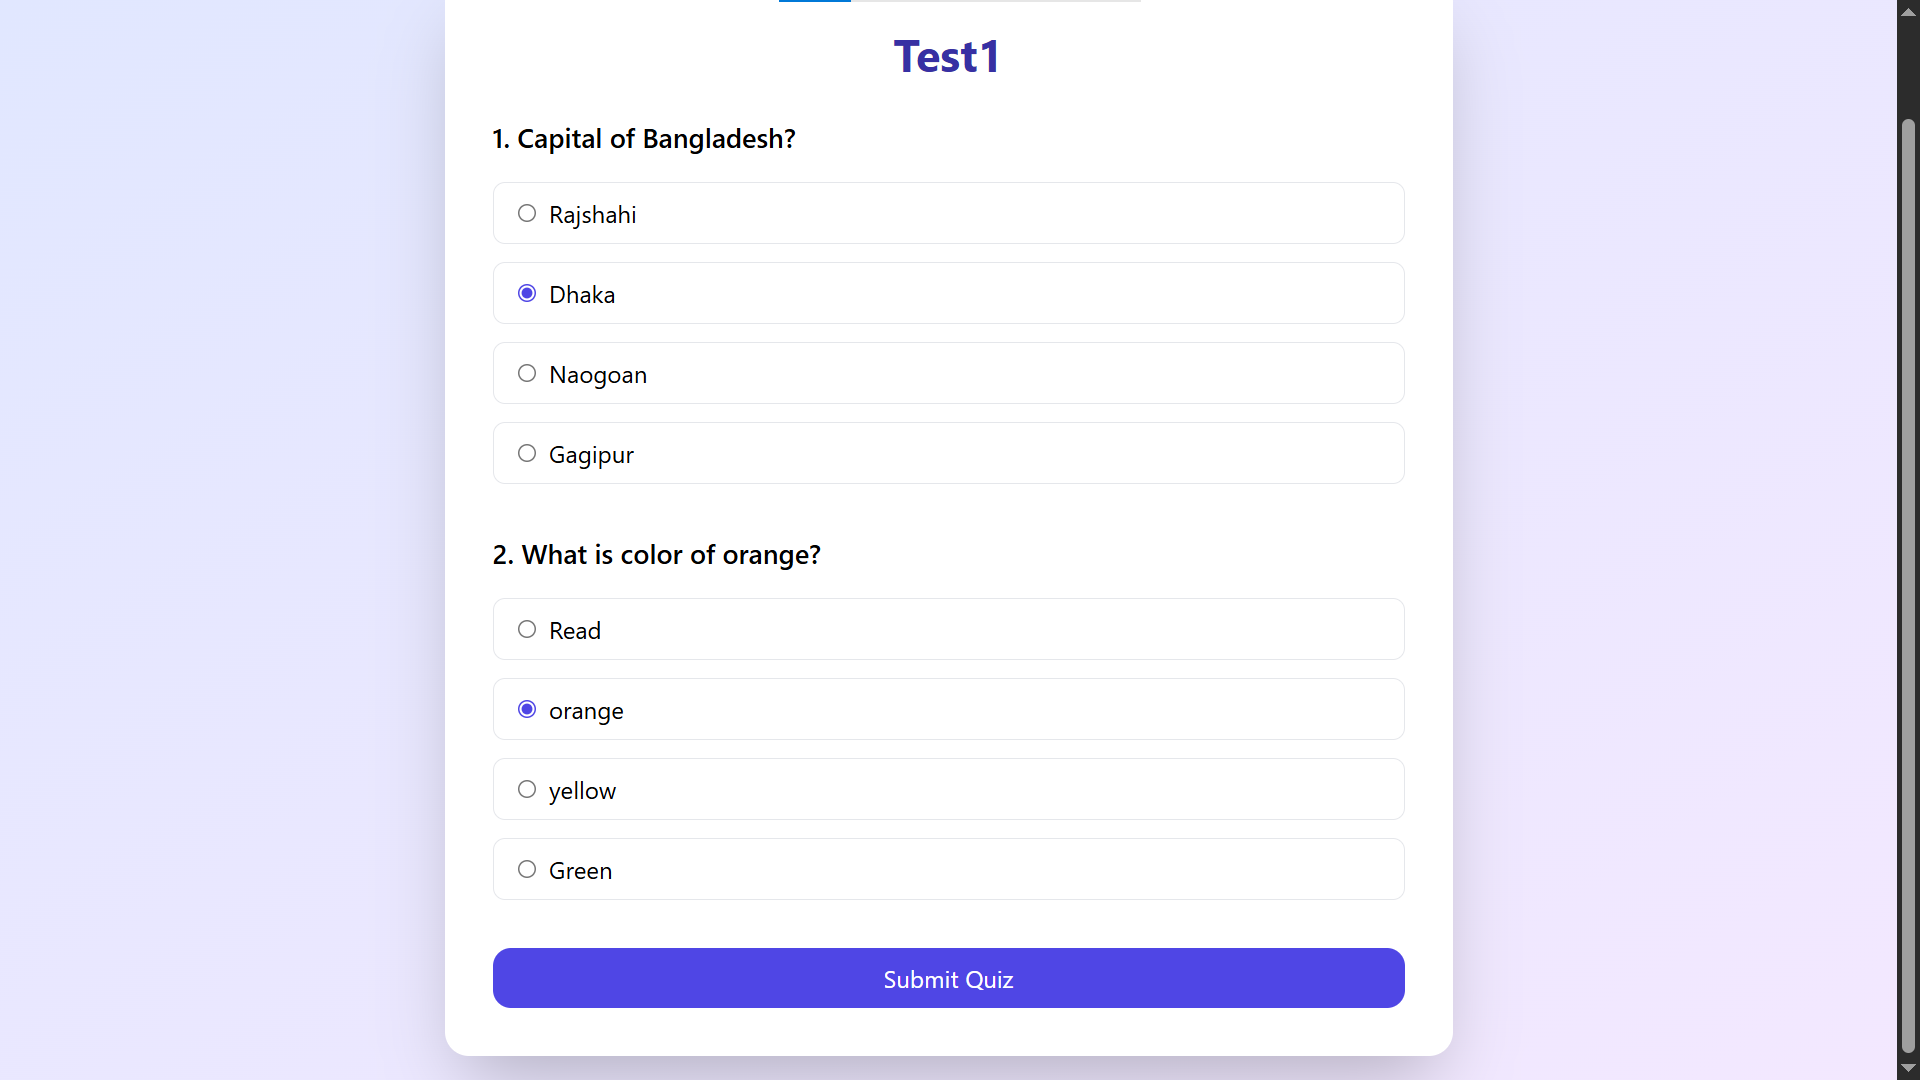 Test1
1. Capital of Bangladesh?
Rajshahi
Dhaka
Naogoan
Gagipur
2. What is color of orange?
Read
orange
yellow
Green
Submit Quiz